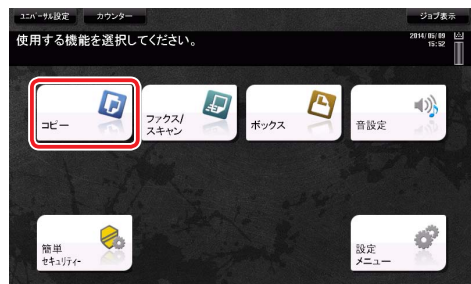 ﾕﾆﾊﾞｰｻﾙ設定 カウンター ジョブ表示
使用する機能を選択してください。
2014/05/09
15:52
コピー
ファクス/
スキャン
ボックス
音設定
簡単
ｾｷｭﾘﾃｨｰ
設定
メニュー